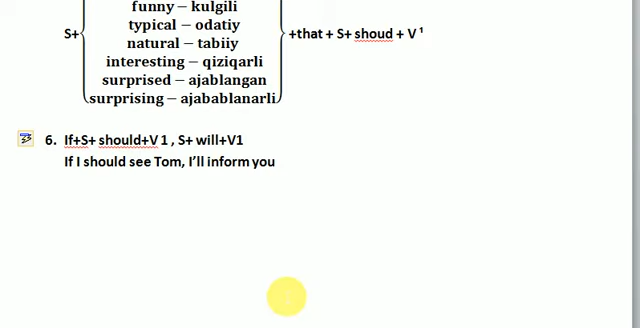 funny – kulgili
typical – odatiy
S+ natural – tabiiy +that + S+ shoud + V ¹
interesting – qiziqarli
surprised – ajablangan
surprising – ajabablanarli
6. If+S+ should+V 1 , S+ will+V1
If I should see Tom, I’ll inform you